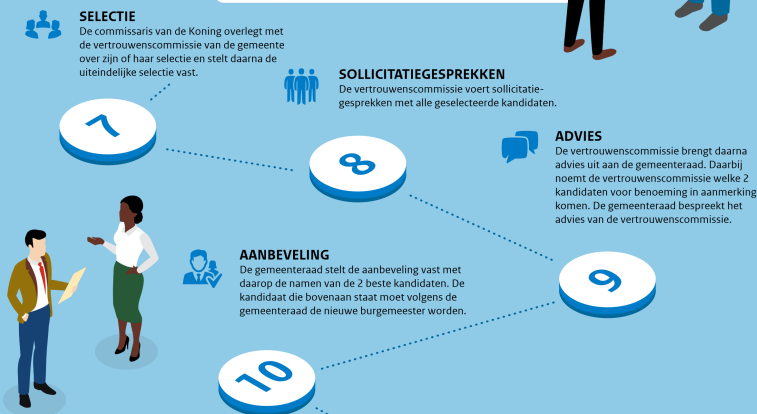 SELECTIE
De commissaris van de Koning overlegt met
de vertrouwenscommissie van de gemeente
over zijn of haar selectie en stelt daarna de
uiteindelijke selectie vast.
7
SOLLICITATIEGESPREKKEN
De vertrouwenscommissie voert sollicitatie-
gesprekken met alle geselecteerde kandidaten.
8
ADVIES
De vertrouwenscommissie brengt daarna
advies uit aan de gemeenteraad. Daarbij
noemt de vertrouwenscommissie welke 2
kandidaten voor benoeming in aanmerking
komen. De gemeenteraad bespreekt het
advies van de vertrouwenscommissie.
9
AANBEVELING
De gemeenteraad stelt de aanbeveling vast met
daarop de namen van de 2 beste kandidaten. De
kandidaat die bovenaan staat moet volgens de
gemeenteraad de nieuwe burgemeester worden.
10